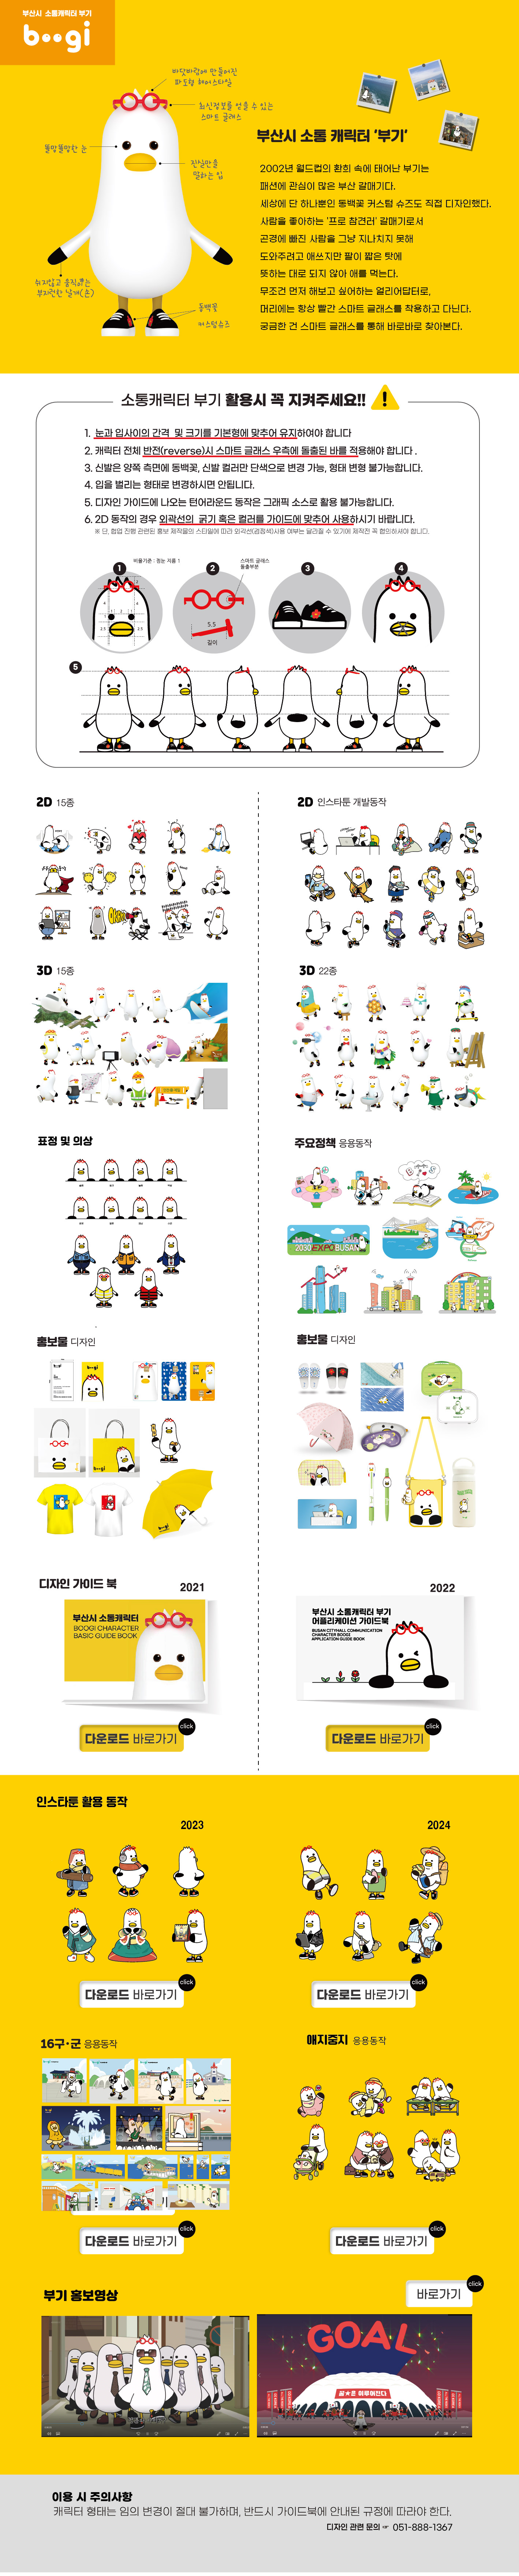 부산시 소통캐릭터 부기
boogi
바닷바람에 만들어진
파도형 헤어스타일
최신정보를 얻을 수 있는
스마트 글래스
똘망똘망한 눈
진실만을
말하는 입
쉬지않고 움직이는
부지런한 날개(손)
동백꽃
커스텀슈즈
부산시 소통 캐릭터 '부기'
2002년 월드컵의 환희 속에 태어난 부기는
패션에 관심이 많은 부산 갈매기다.
세상에 단 하나뿐인 동백꽃 커스텀 슈즈도 직접 디자인했다.
사람을 좋아하는 '프로 참견러' 갈매기로서
곤경에 빠진 사람을 그냥 지나치지 못해
도와주려고 애쓰지만 팔이 짧은 탓에
뜻하는 대로 되지 않아 애를 먹는다.
무조건 먼저 해보고 싶어하는 얼리어답터로,
머리에는 항상 빨간 스마트 글래스를 착용하고 다닌다.
궁금한 건 스마트 글래스를 통해 바로바로 찾아본다.
소통캐릭터 부기 활용시 꼭 지켜주세요!!
1. 눈과 입사이의 간격 및 크기를 기본형에 맞추어 유지하여야 합니다
2. 캐릭터 전체 반전(reverse)시 스마트 글래스 우측에 돌출된 바를 적용해야 합니다 .
3. 신발은 양쪽 측면에 동백꽃, 신발 컬러만 단색으로 변경 가능, 형태 변형 불가능합니다.
4. 입을 벌리는 형태로 변경하시면 안됩니다.
5. 디자인 가이드에 나오는 턴어라운드 동작은 그래픽 소스로 활용 불가능합니다.
6. 2D 동작의 경우 외곽선의 굵기 혹은 컬러를 가이드에 맞추어 사용하시기 바랍니다.
※ 단, 협업 진행 관련된 홍보 제작물의 스타일에 따라 외각선(검정색)사용 여부는 달라질 수 있기에 제작전 꼭 협의하셔야 합니다.
1
비율기준 : 정눈 지름 1
2
스마트 글래스
돌출부분
5.5
길이
3
4
5
2D 15종
2D 인스타툰 개발동작
3D 15종
3D 22종
표정 및 의상
주요정책 응용동작
2030 EXPO BUSAN
홍보물 디자인
홍보물 디자인
boogi
디자인 가이드 북
2021
2022
부산시 소통캐릭터
BOOGI CHARACTER
BASIC GUIDE BOOK
부산시 소통캐릭터 부기
어플리케이션 가이드북
BUSAN CITYHALL COMMUNICATION
CHARACTER BOOGI
APPLICATION GUIDE BOOK
다운로드 바로가기
click
다운로드 바로가기
click
인스타툰 활용 동작
2023
2024
다운로드 바로가기
click
다운로드 바로가기
click
16구·군 응용동작
애지중지 응용동작
다운로드 바로가기
click
다운로드 바로가기
click
부기 홍보영상
바로가기
click
GOAL
이용 시 주의사항
캐릭터 형태는 임의 변경이 절대 불가하며, 반드시 가이드북에 안내된 규정에 따라야 한다.
디자인 관련 문의 ☞ 051-888-1367